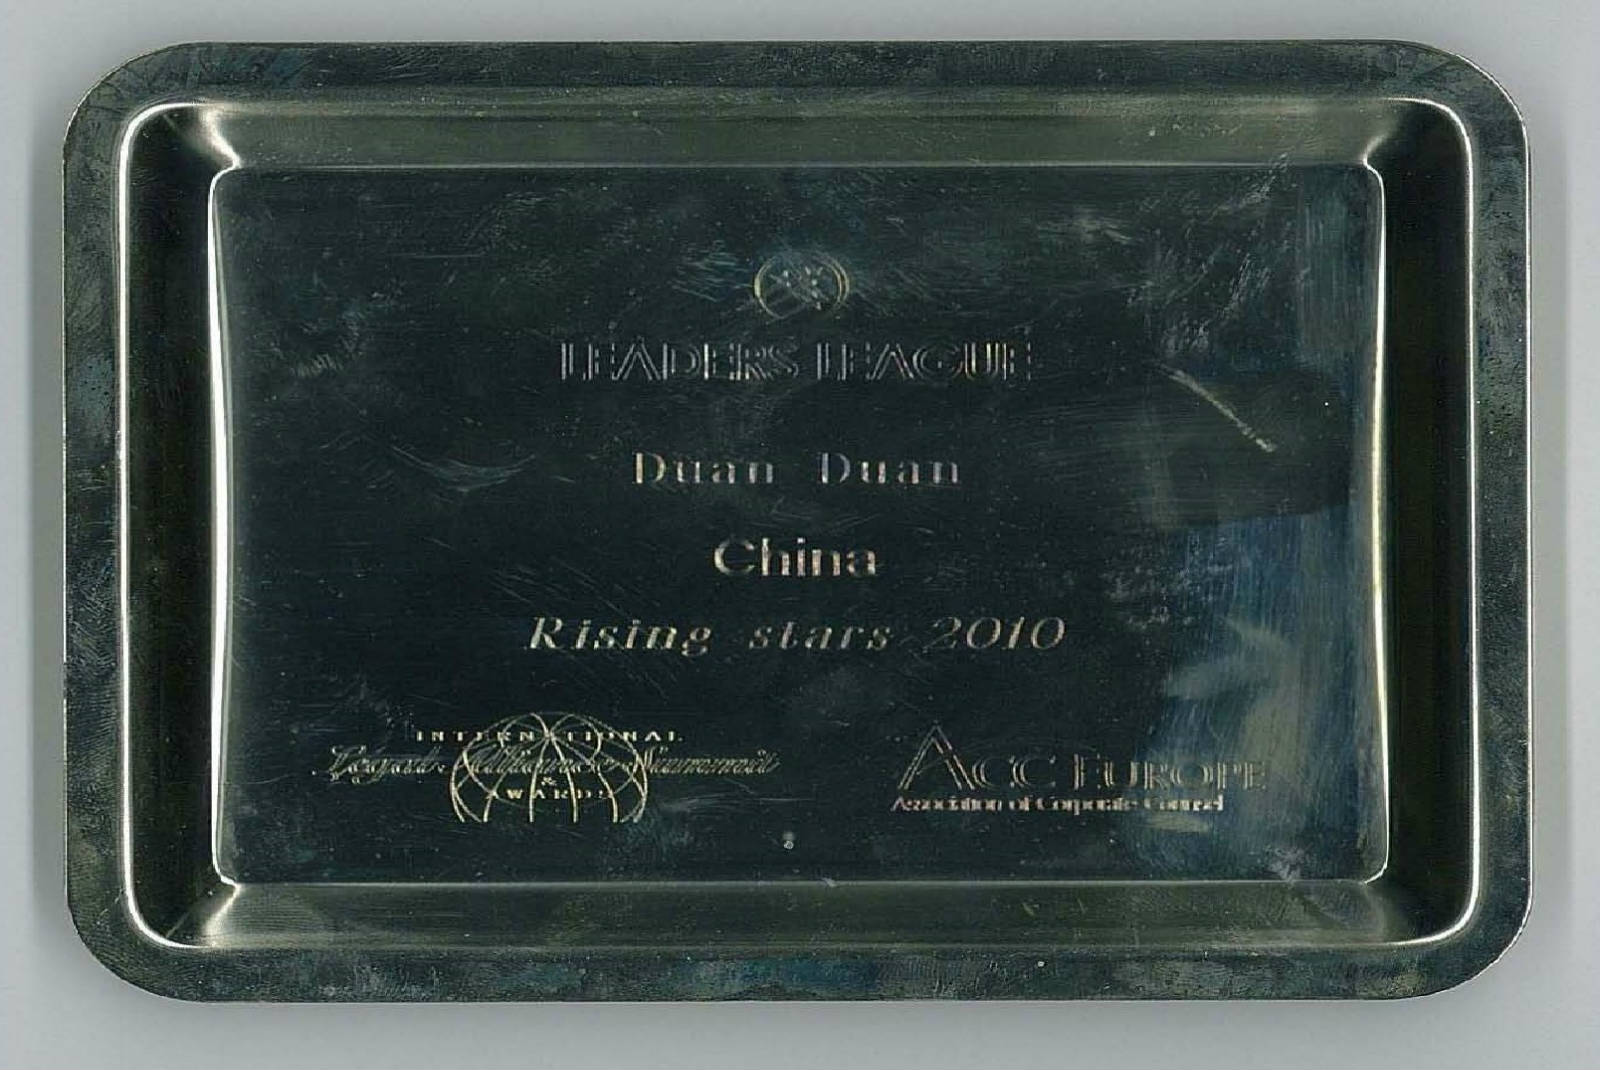 LEADERS LEAGUE
Duan Duan
China
Rising stars 2010
INTERNATIONAL
Legal Alliance Summit
&
AWARDS
ACC EUROPE
Association of Corporate Counsel